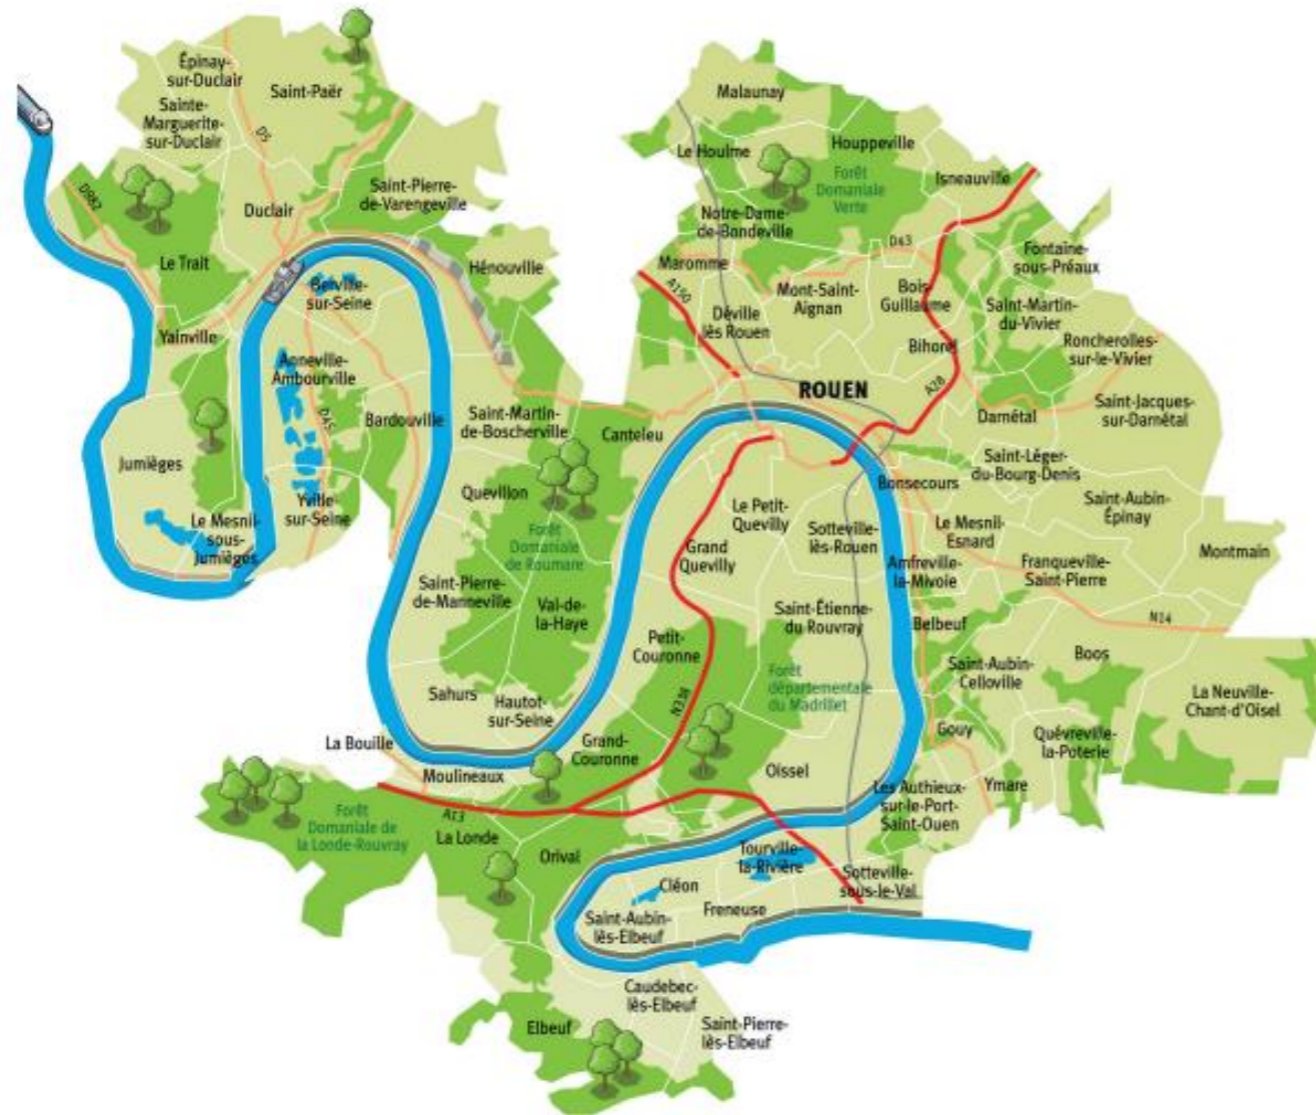 Épinay-
sur-Duclair
Saint-Paër
Sainte-
Marguerite-
sur-Duclair
D5
D982
Duclair
Saint-Pierre-
de-Varengeville
Le Trait
Hénouville
Berville-
sur-Seine
Yainville
Anneville-
Ambourville
D45
Bardouville
Jumièges
Yville-
sur-Seine
Le Mesnil-
sous-
Jumièges
Saint-Martin-
de-Boscherville
Canteleu
Quevillon
Forêt
Domaniale
de Roumare
Saint-Pierre-
de-Manneville
Val-de-
la-Haye
Sahurs
Hautot-
sur-Seine
Malaunay
Le Houlme
Houppeville
Forêt
Domaniale
Verte
Isneauville
Notre-Dame-
de-Bondeville
D43
Maromme
A150
Mont-Saint-
Aignan
Bois-
Guillaume
Fontaine-
sous-Préaux
Saint-Martin-
du-Vivier
Déville
lès Rouen
Bihorel
Roncherolles-
sur-le-Vivier
ROUEN
A28
Darnétal
Saint-Jacques-
sur-Darnétal
Saint-Léger-
du-Bourg-Denis
Bonsecours
Le Petit-
Quevilly
Sotteville-
lès-Rouen
Le Mesnil-
Esnard
Saint-Aubin-
Épinay
Montmain
Grand
Quevilly
Amfreville-
la-Mivoie
Franqueville-
Saint-Pierre
Saint-Étienne-
du Rouvray
Belbeuf
N14
Petit-
Couronne
Boos
Saint-Aubin-
Celloville
Forêt
départementale
du Madrillet
N338
La Neuville-
Chant-d'Oisel
Gouy
Quévreville-
la-Poterie
La Bouille
Grand-
Couronne
Moulineaux
Oissel
Ymare
Les Authieux-
sur-le-Port-
Saint-Ouen
Forêt
Domaniale de
la Londe-Rouvray
A13
La Londe
Orival
Tourville-
la-Rivière
Cléon
Sotteville-
sous-le-Val
Freneuse
Saint-Aubin-
lès-Elbeuf
Caudebec-
lès-Elbeuf
Elbeuf
Saint-Pierre-
lès-Elbeuf